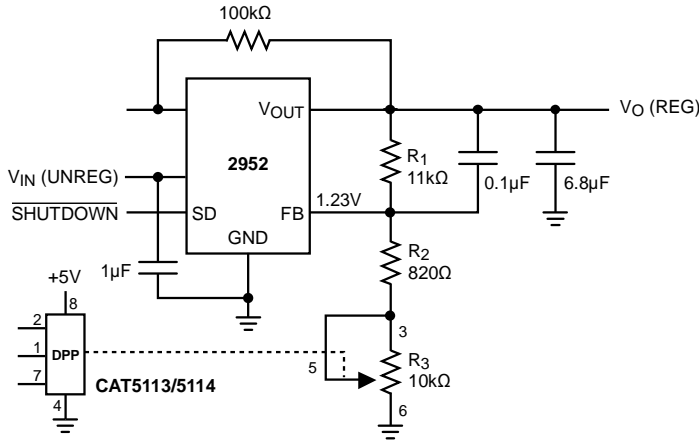 100kΩ
VOUT
VO (REG)
2952
R1
11kΩ
0.1µF
6.8µF
VIN (UNREG)
1.23V
SHUTDOWN
SD
FB
GND
R2
820Ω
1µF
+5V
8
2
3
1
DPP
5
R3
10kΩ
7
CAT5113/5114
4
6